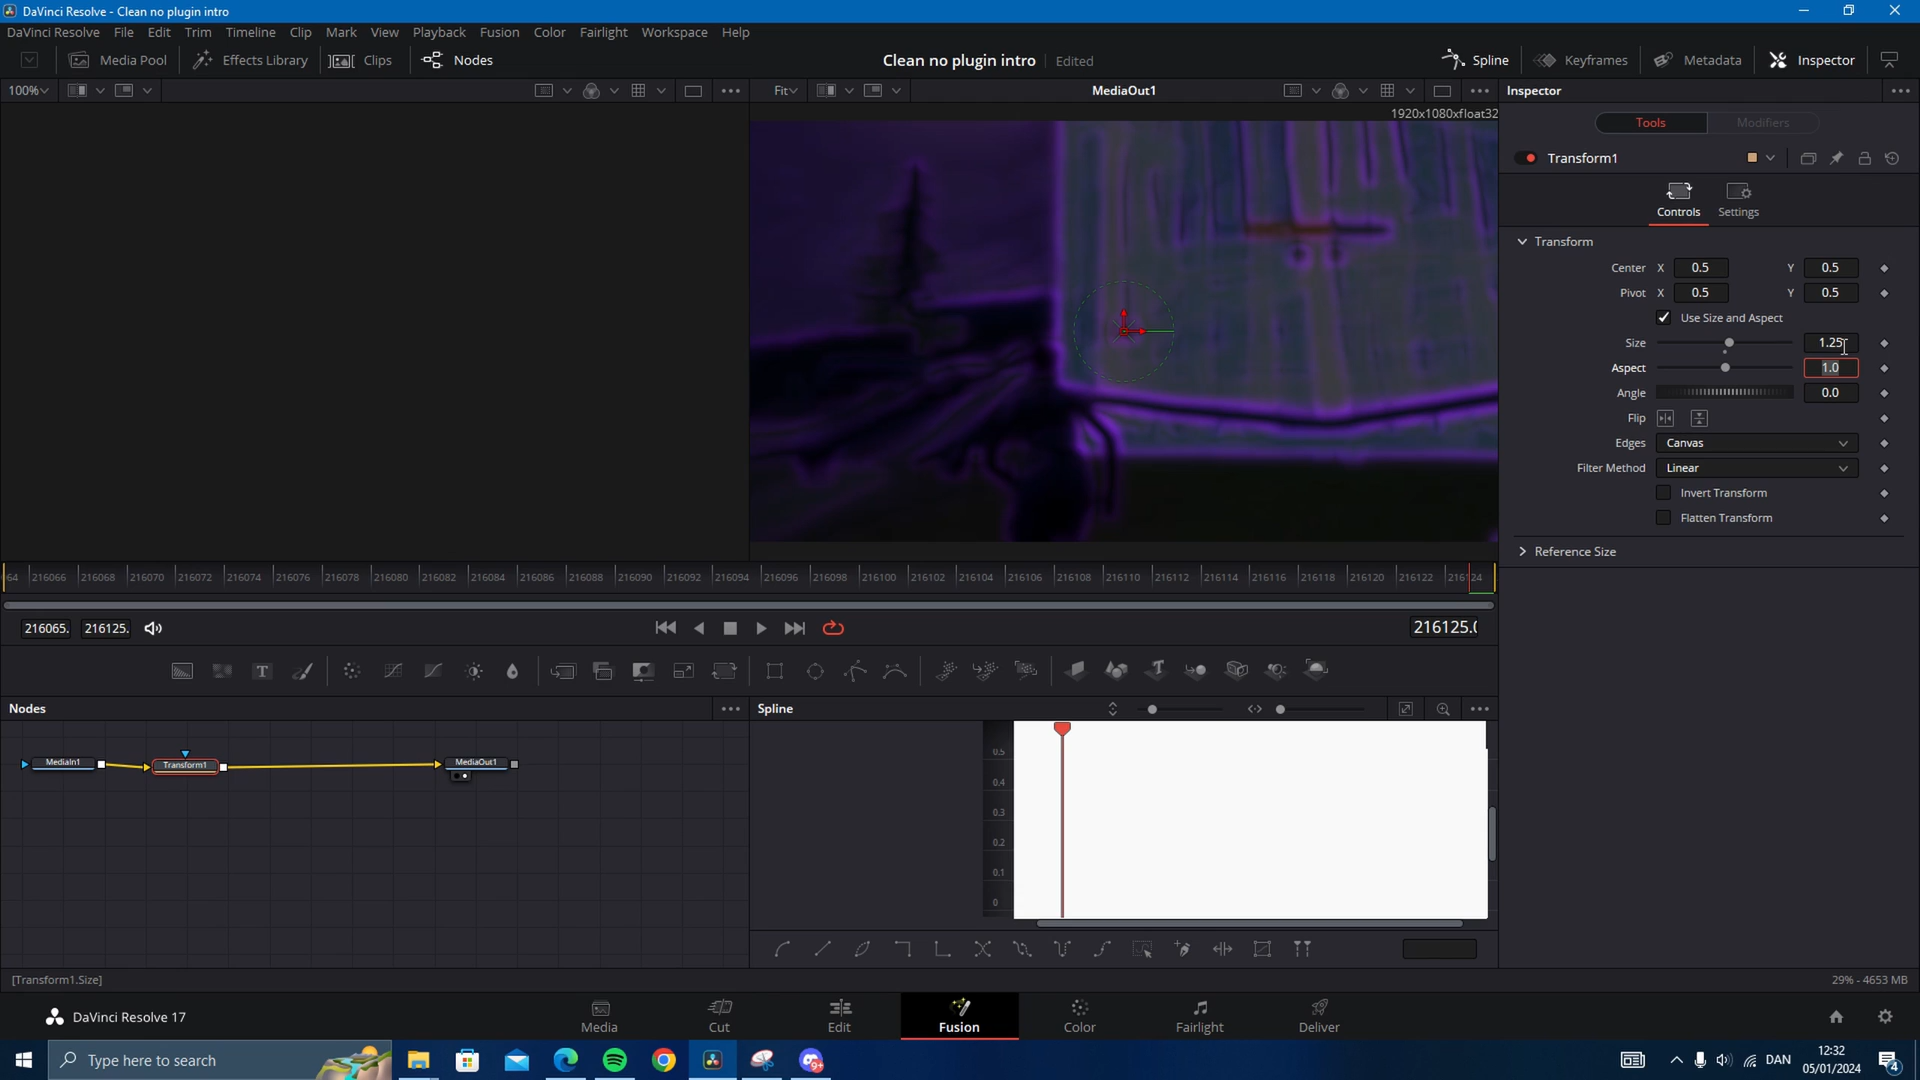 DaVinci Resolve - Clean no plugin intro
DaVinci Resolve File Edit Trim Timeline Clip Mark View Playback Fusion Color Fairlight Workspace Help
Media Pool Effects Library Clips Nodes Clean no plugin intro Edited Spline Keyframes Metadata Inspector
100% Fit MediaOut1 Inspector
1920x1080xfloat32
Tools Modifiers
Transform1
Controls Settings
Transform
Center X 0.5 Y 0.5
Pivot X 0.5 Y 0.5
Use Size and Aspect
Size 1.25
Aspect 1.0
Angle 0.0
Flip
Edges Canvas
Filter Method Linear
Invert Transform
Flatten Transform
Reference Size
64 216066 216068 216070 216072 216074 216076 216078 216080 216082 216084 216086 216088 216090 216092 216094 216096 216098 216100 216102 216104 216106 216108 216110 216112 216114 216116 216118 216120 216122 216124
216065. 216125. 216125.0
Nodes Spline
MediaIn1 Transform1 MediaOut1
0.5
0.4
0.3
0.2
0.1
0
[Transform1.Size] 29% - 4653 MB
DaVinci Resolve 17 Media Cut Edit Fusion Color Fairlight Deliver
Type here to search 9+ DAN 12:32
05/01/2024 4